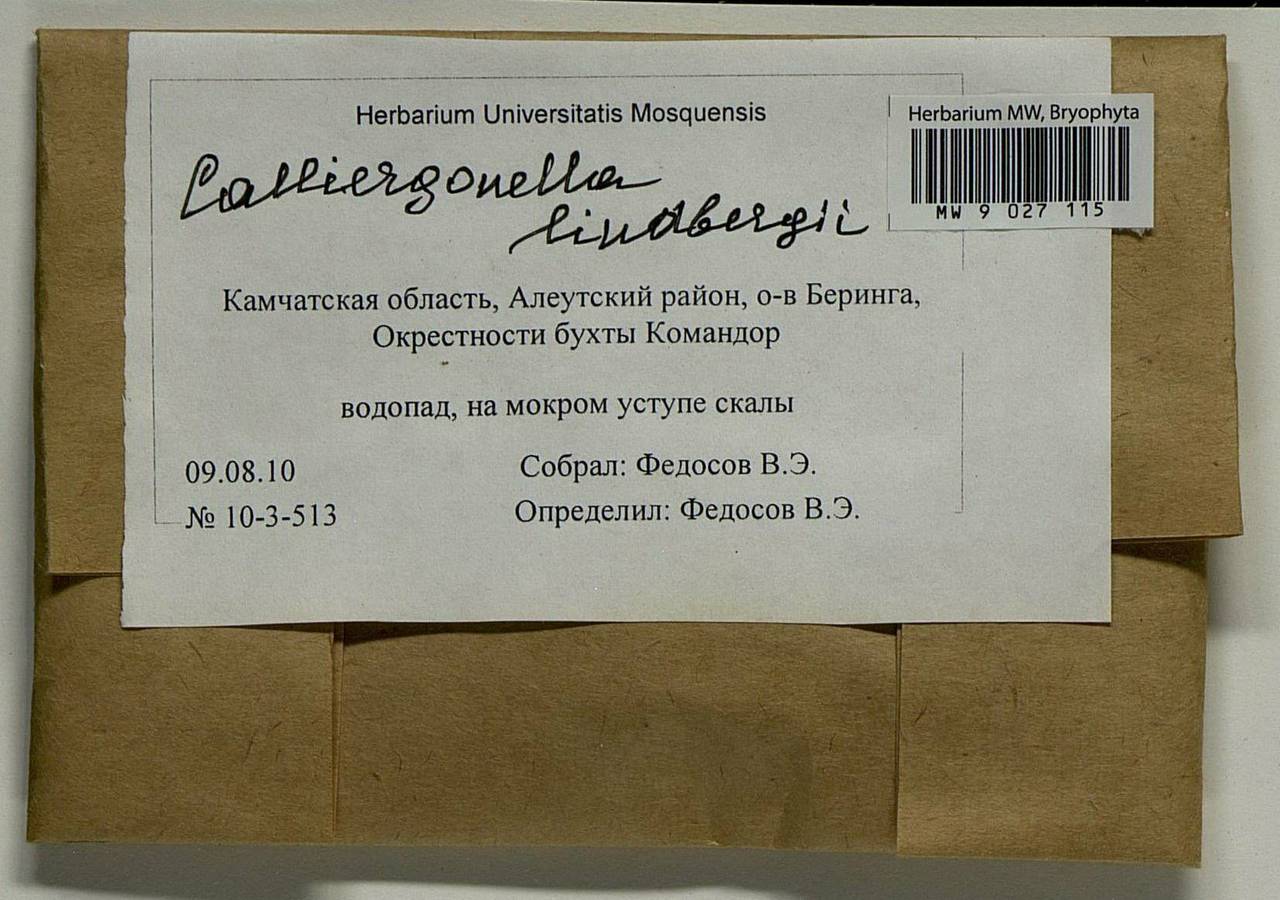 Herbarium Universitatis Mosquensis
Herbarium MW, Bryophyta
MW 9 027 115
Calliergonella
lindbergii
Камчатская область, Алеутский район, о-в Беринга,
Окрестности бухты Командор
водопад, на мокром уступе скалы
09.08.10 Собрал: Федосов В.Э.
№ 10-3-513 Определил: Федосов В.Э.